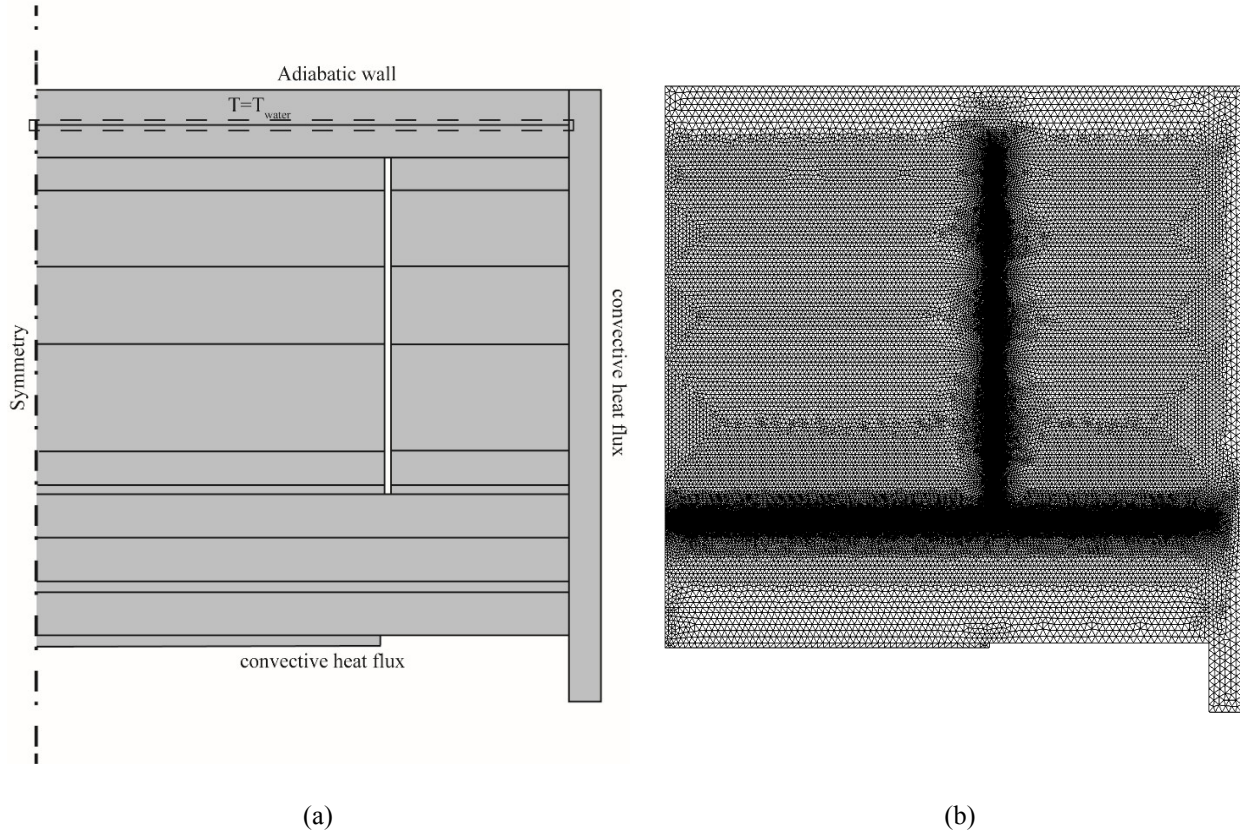 Adiabatic wall
T=T_water
Symmetry
convective heat flux
convective heat flux
(a)
(b)